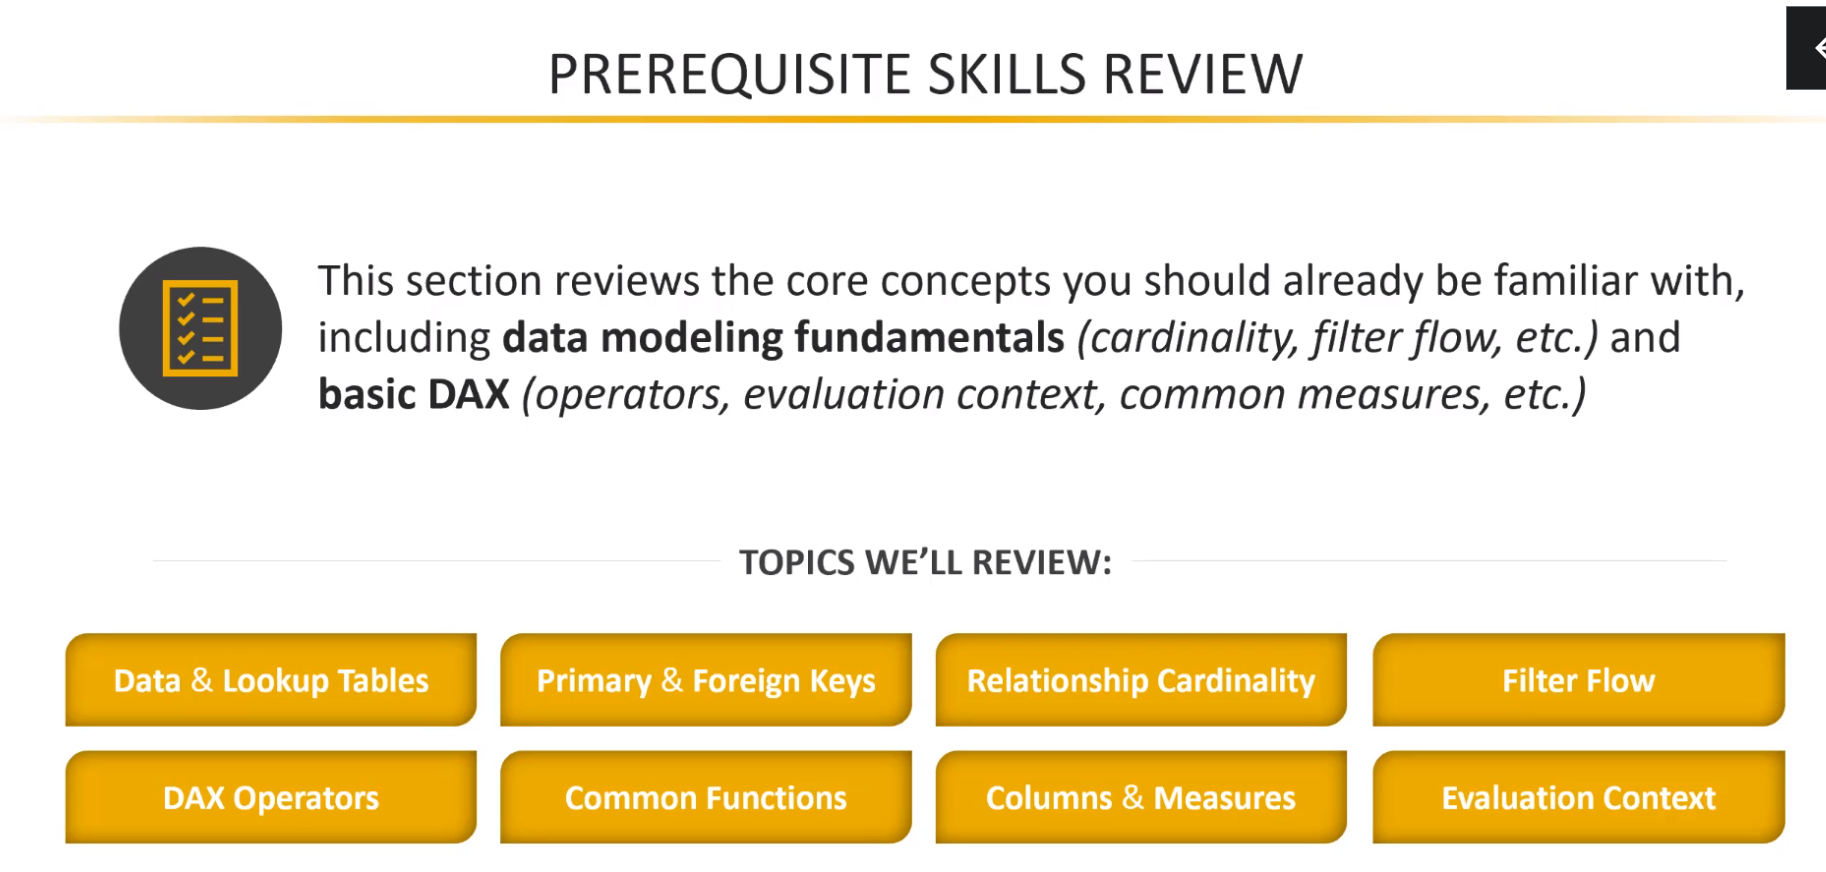 PREREQUISITE SKILLS REVIEW
This section reviews the core concepts you should already be familiar with,
including data modeling fundamentals (cardinality, filter flow, etc.) and
basic DAX (operators, evaluation context, common measures, etc.)
TOPICS WE’LL REVIEW:
Data & Lookup Tables
Primary & Foreign Keys
Relationship Cardinality
Filter Flow
DAX Operators
Common Functions
Columns & Measures
Evaluation Context